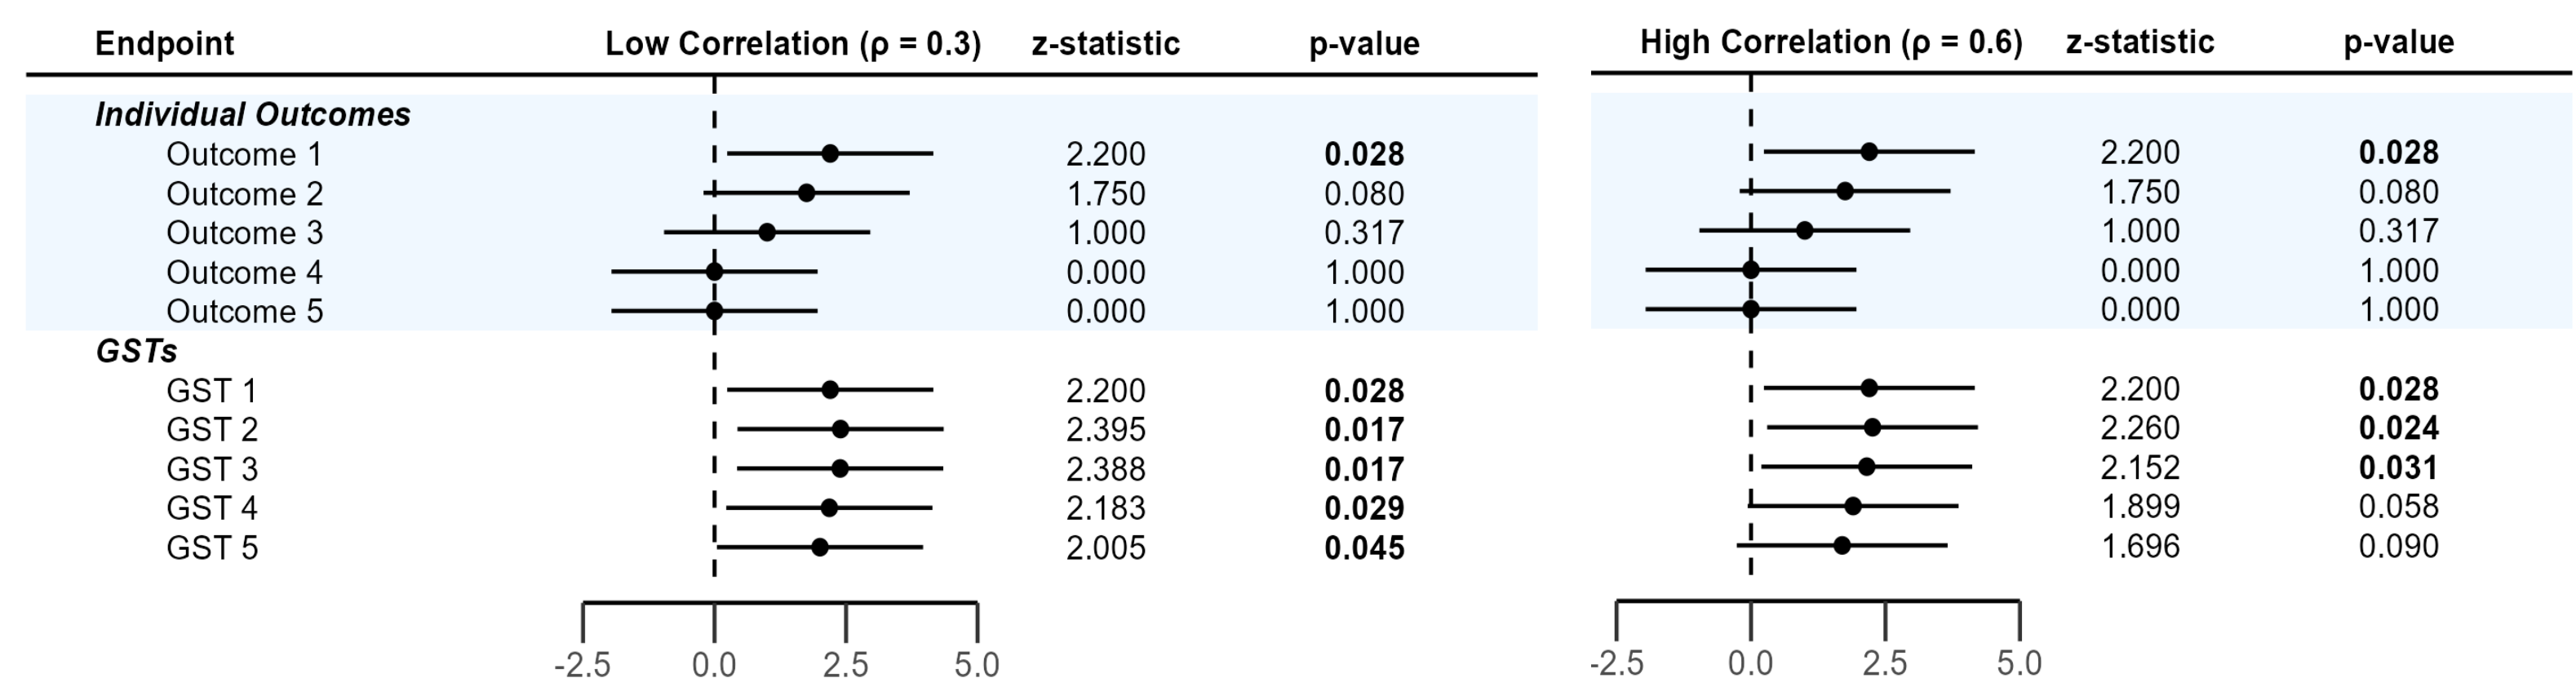 Endpoint Low Correlation (ρ = 0.3) z-statistic p-value High Correlation (ρ = 0.6) z-statistic p-value
Individual Outcomes
Outcome 1 2.200 0.028 2.200 0.028
Outcome 2 1.750 0.080 1.750 0.080
Outcome 3 1.000 0.317 1.000 0.317
Outcome 4 0.000 1.000 0.000 1.000
Outcome 5 0.000 1.000 0.000 1.000
GSTs
GST 1 2.200 0.028 2.200 0.028
GST 2 2.395 0.017 2.260 0.024
GST 3 2.388 0.017 2.152 0.031
GST 4 2.183 0.029 1.899 0.058
GST 5 2.005 0.045 1.696 0.090
-2.5 0.0 2.5 5.0 -2.5 0.0 2.5 5.0